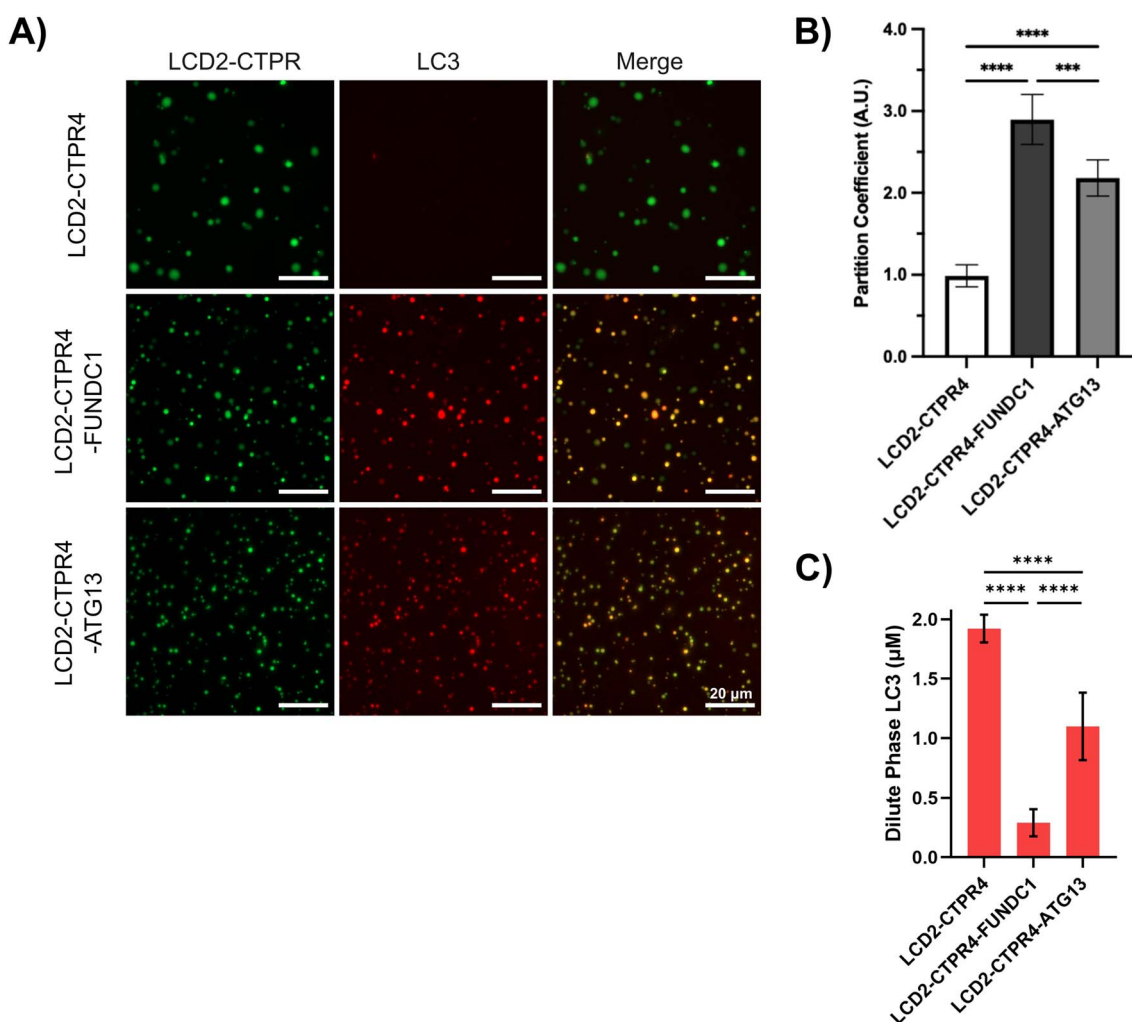 A)
LCD2-CTPR LC3 Merge
LCD2-CTPR4
LCD2-CTPR4
-FUNDC1
LCD2-CTPR4
-ATG13
20 µm
B)
4.0
3.0
2.0
1.0
0.0
Partition Coefficient (A.U.)
****
**** ***
LCD2-CTPR4
LCD2-CTPR4-FUNDC1
LCD2-CTPR4-ATG13
C)
2.0
1.5
1.0
0.5
0.0
Dilute Phase LC3 (µM)
****
**** ****
LCD2-CTPR4
LCD2-CTPR4-FUNDC1
LCD2-CTPR4-ATG13